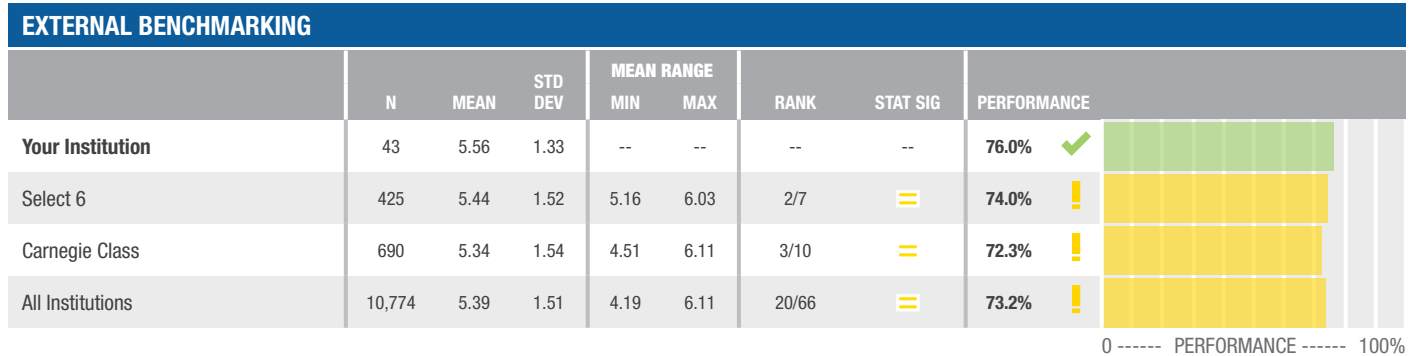 EXTERNAL BENCHMARKING
N MEAN STD DEV MEAN RANGE MIN MAX RANK STAT SIG PERFORMANCE
Your Institution 43 5.56 1.33 -- -- -- -- 76.0%
Select 6 425 5.44 1.52 5.16 6.03 2/7 = 74.0% !
Carnegie Class 690 5.34 1.54 4.51 6.11 3/10 = 72.3% !
All Institutions 10,774 5.39 1.51 4.19 6.11 20/66 = 73.2% !
0 ------ PERFORMANCE ------ 100%